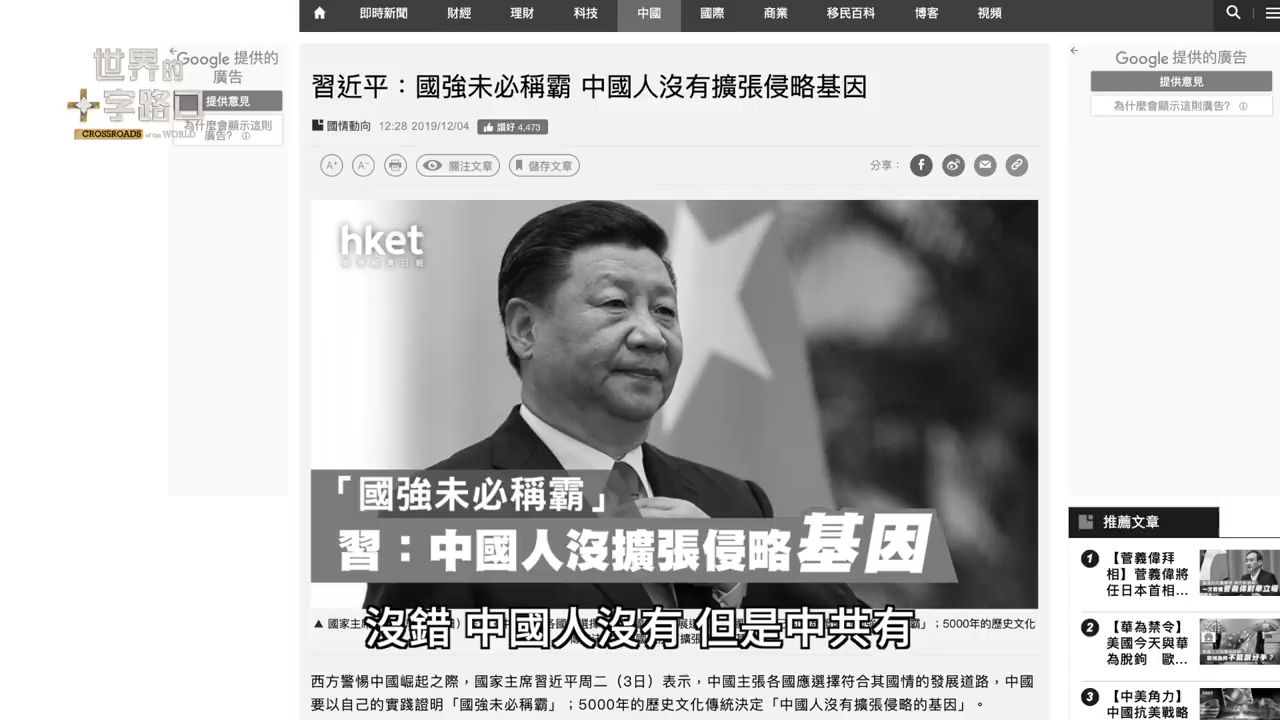 即時新聞 財經 理財 科技 中國 國際 商業 移民百科 博客 視頻
世界的
十字路口
CROSSROADS of the WORLD
Google 提供的
廣告
提供意見
為什麼會顯示這則
廣告?
習近平：國強未必稱霸 中國人沒有擴張侵略基因
國情動向 12:28 2019/12/04 讚好 4,473
A+ A- 關注文章 儲存文章 分享：
hket
「國強未必稱霸」
習：中國人沒擴張侵略基因
沒錯 中國人沒有 但是中共有
西方警惕中國崛起之際，國家主席習近平周二（3日）表示，中國主張各國應選擇符合其國情的發展道路，中國
要以自己的實踐證明「國強未必稱霸」；5000年的歷史文化傳統決定「中國人沒有擴張侵略的基因」。
Google 提供的廣告
提供意見
為什麼會顯示這則廣告?
推薦文章
1 【菅義偉拜
相】菅義偉將
任日本首相...
2 【華為禁令】
美國今天與華
為脫鉤 歐...
3 【中美角力】
中國抗美戰略